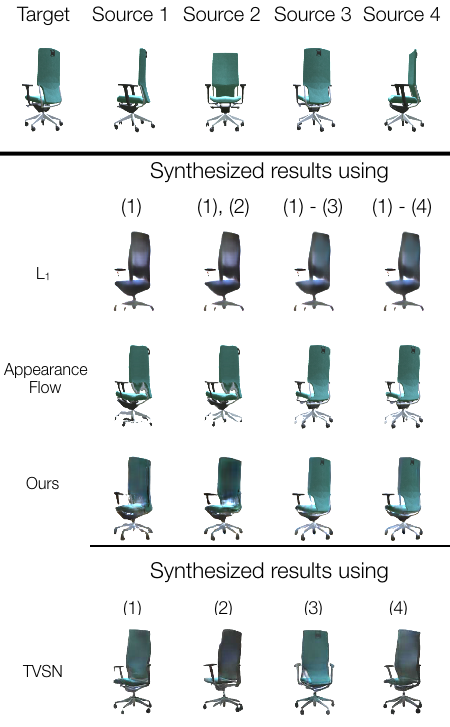 Target Source 1 Source 2 Source 3 Source 4
Synthesized results using
(1) (1), (2) (1) - (3) (1) - (4)
L₁
Appearance
Flow
Ours
Synthesized results using
(1) (2) (3) (4)
TVSN